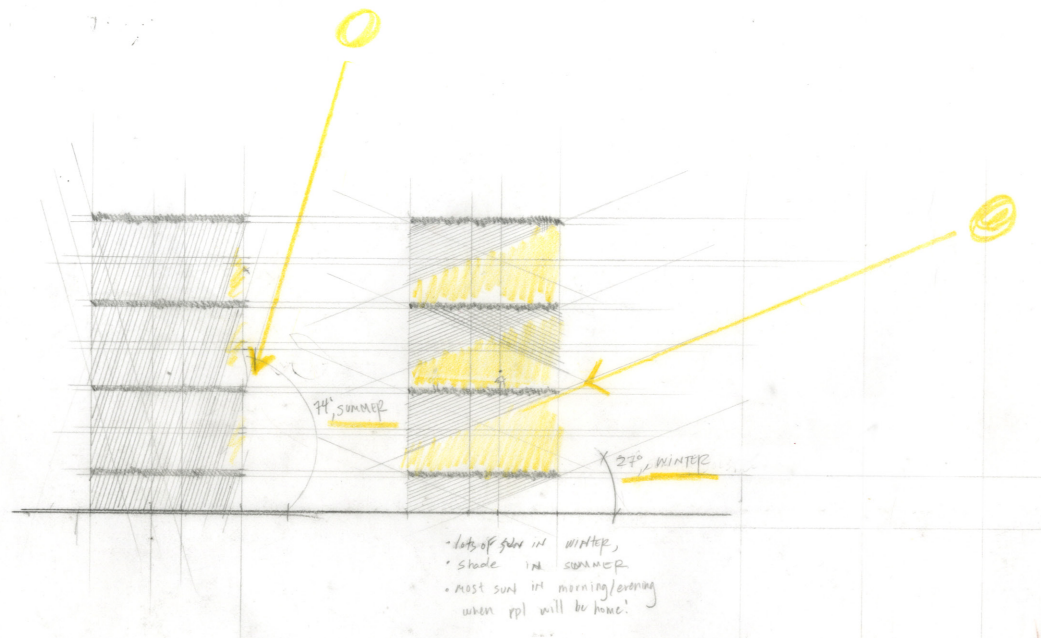 74°, SUMMER
27°, WINTER
• lots of SUN IN WINTER,
• shade IN SUMMER
• MOST SUN IN morning/evening
when ppl will be home!